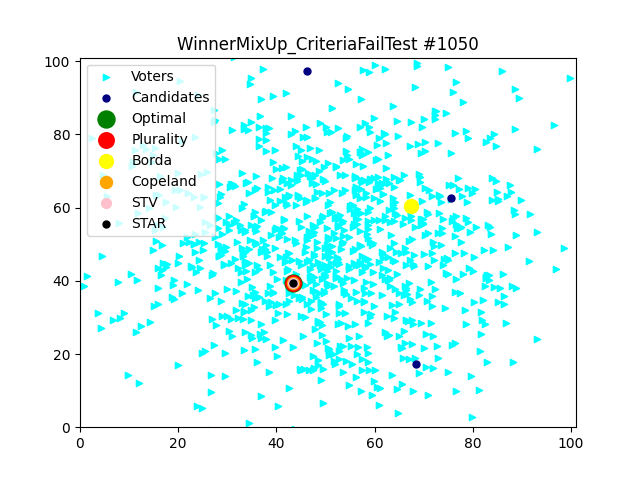 WinnerMixUp_CriteriaFailTest #1050
Voters
Candidates
Optimal
Plurality
Borda
Copeland
STV
STAR
100
80
60
40
20
0
0 20 40 60 80 100